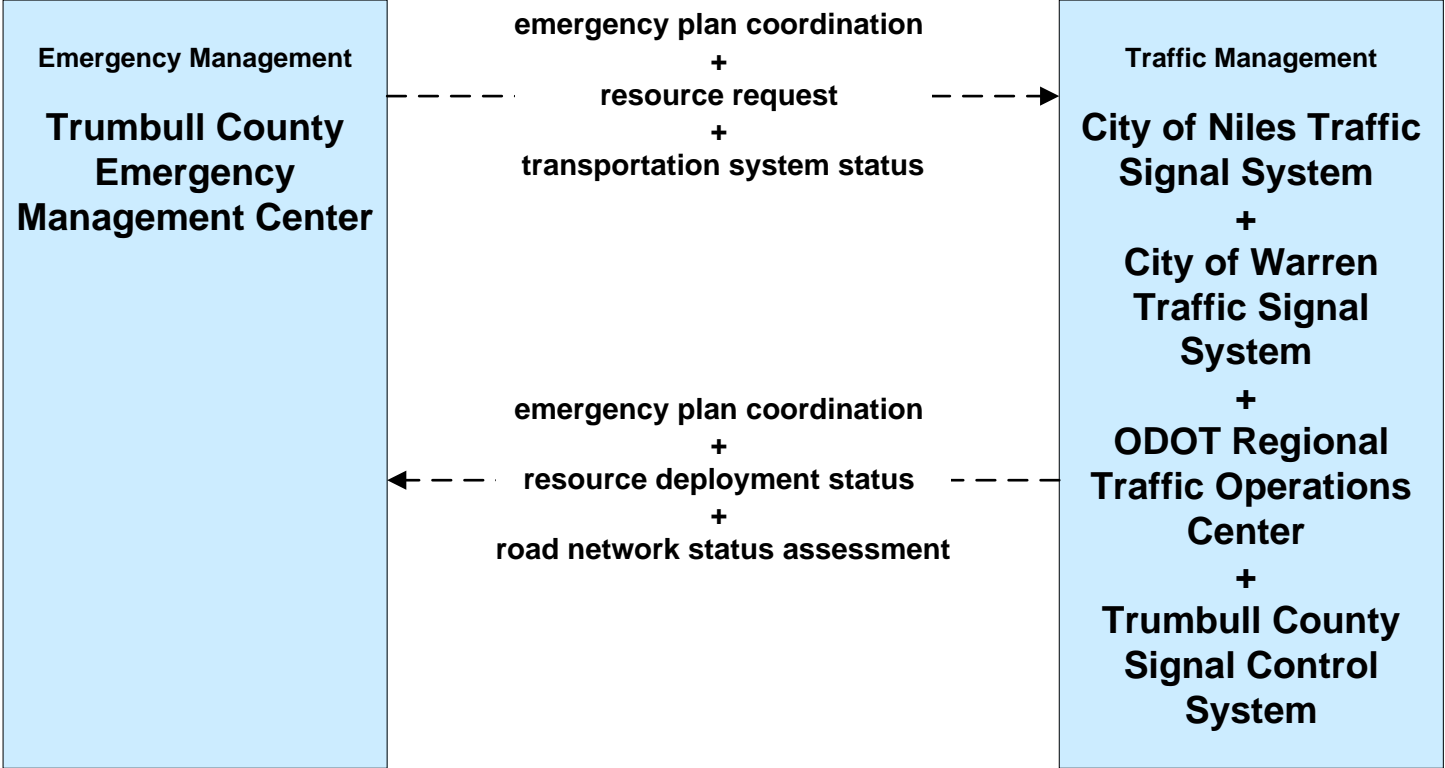 Emergency Management
Trumbull County
Emergency
Management Center
emergency plan coordination
+
resource request
+
transportation system status
emergency plan coordination
+
resource deployment status
+
road network status assessment
Traffic Management
City of Niles Traffic
Signal System
+
City of Warren
Traffic Signal
System
+
ODOT Regional
Traffic Operations
Center
+
Trumbull County
Signal Control
System